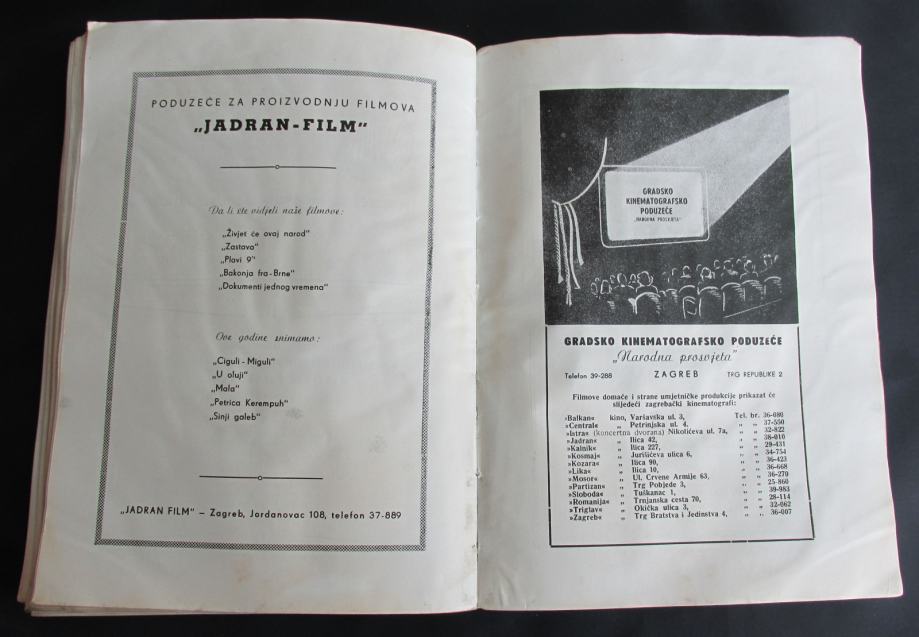 PODUZEĆE ZA PROIZVODNJU FILMOVA
„JADRAN-FILM"
Da li ste vidjeli naše filmove:
„Živjet će ovaj narod"
„Zastava"
„Plavi 9"
„Bakonja fra-Brne"
„Dokumenti jednog vremena"
Ove godine snimamo:
„Ciguli - Miguli"
„U oluji"
„Mala"
„Petrica Kerempuh"
„Sinji galeb"
„JADRAN FILM" – Zagreb, Jordanovac 108, telefon 37-889
GRADSKO
KINEMATOGRAFSKO
PODUZEĆE
„NARODNA PROSVJETA"
GRADSKO KINEMATOGRAFSKO PODUZEĆE
„Narodna prosvjeta"
Telefon 39-288 ZAGREB TRG REPUBLIKE 2
Filmove domaće i strane umjetničke produkcije prikazat će
slijedeći zagrebački kinematografi:
»Balkan« kino, Varšavska ul. 3, Tel. br. 36-080
»Central« „ Petrinjska ul. 4, „ „ 37-550
»Istra« (koncertna dvorana) Nikolićeva ul. 7a, „ „ 32-822
»Jadran« „ Ilica 42, „ „ 38-010
»Kalnik« „ Ilica 227, „ „ 29-431
»Kosmaj« „ Jurišićeva ulica 6, „ „ 34-754
»Kozara« „ Ilica 90, „ „ 36-423
»Lika« „ Ilica 10, „ „ 36-668
»Mosor« „ Ul. Crvene Armije 63, „ „ 36-270
»Partizan« „ Trg Pobjede 3, „ „ 25-860
»Sloboda« „ Tuškanac 1, „ „ 39-983
»Romanija« „ Trnjanska cesta 70, „ „ 28-114
»Triglav« „ Okićka ulica 3, „ „ 32-062
»Zagreb« „ Trg Bratstva i Jedinstva 4, „ „ 36-007